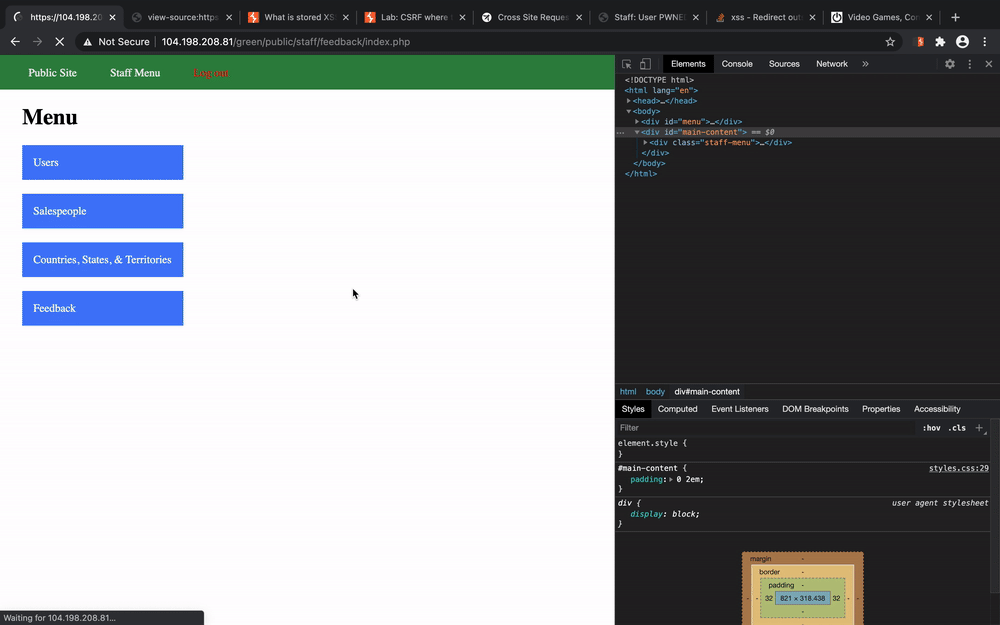 https://104.198.20
view-source:https
What is stored XS
Lab: CSRF where
Cross Site Reque
Staff: User PWNE
xss - Redirect out
Video Games, Co
Not Secure 104.198.208.81/green/public/staff/feedback/index.php
Public Site Staff Menu Log out
Menu
Users
Salespeople
Countries, States, & Territories
Feedback
Waiting for 104.198.208.81...
Elements Console Sources Network »
<!DOCTYPE html>
<html lang="en">
<head>…</head>
<body>
<div id="menu">…</div>
<div id="main-content"> == $0
<div class="staff-menu">…</div>
</div>
</body>
</html>
html body div#main-content
Styles Computed Event Listeners DOM Breakpoints Properties Accessibility
Filter :hov .cls
element.style {
}
#main-content { styles.css:29
padding: 0 2em;
}
div { user agent stylesheet
display: block;
}
margin -
border -
padding -
- - 32 821 × 318.438 32 - -
-